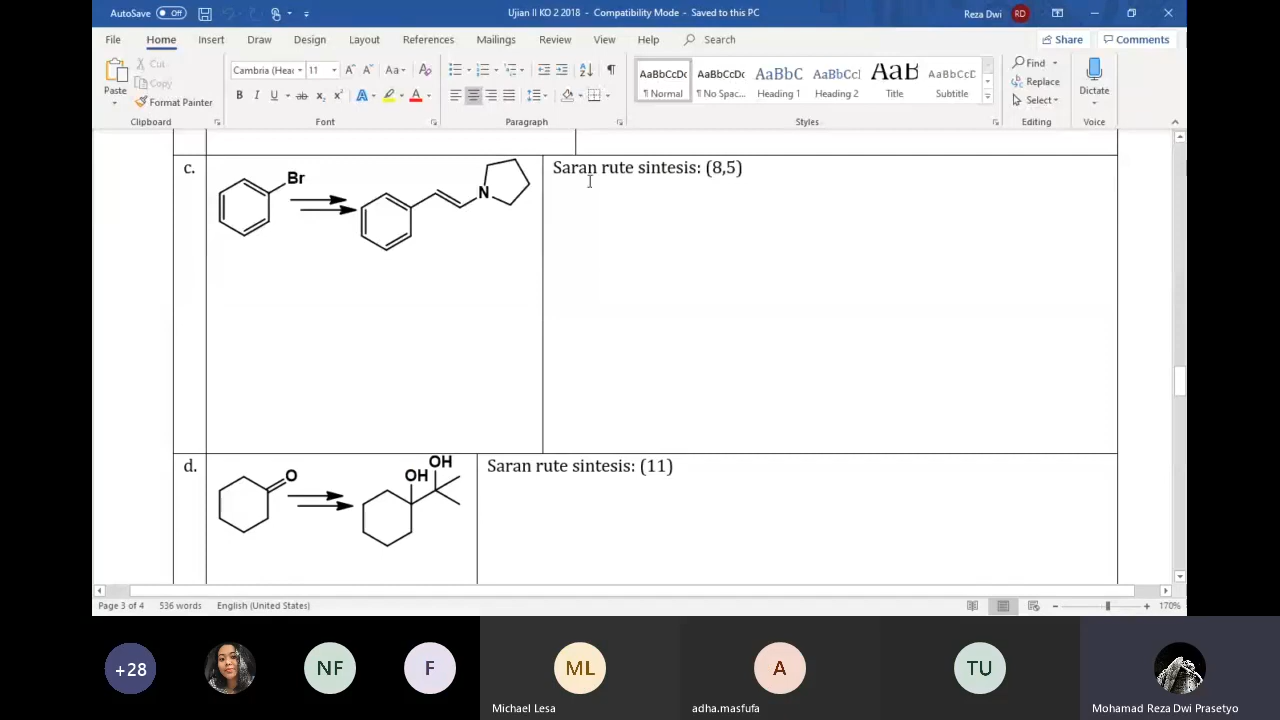 AutoSave Off
Ujian II KO 2 2018 - Compatibility Mode - Saved to this PC
Reza Dwi RD
File Home Insert Draw Design Layout References Mailings Review View Help Search Share Comments
Paste
Cut
Copy
Format Painter
Cambria (Hea 11
Find
Replace
Select
Dictate
AaBbCcDc AaBbCcDc AaBbC AaBbCcI AaB AaBbCcD
¶ Normal ¶ No Spac... Heading 1 Heading 2 Title Subtitle
Clipboard Font Paragraph Styles Editing Voice
c.
Br
N
Saran rute sintesis: (8,5)
d.
O
OH
OH
Saran rute sintesis: (11)
Page 3 of 4 536 words English (United States) 170%
+28 NF F ML A TU
Michael Lesa adha.masfufa Mohamad Reza Dwi Prasetyo